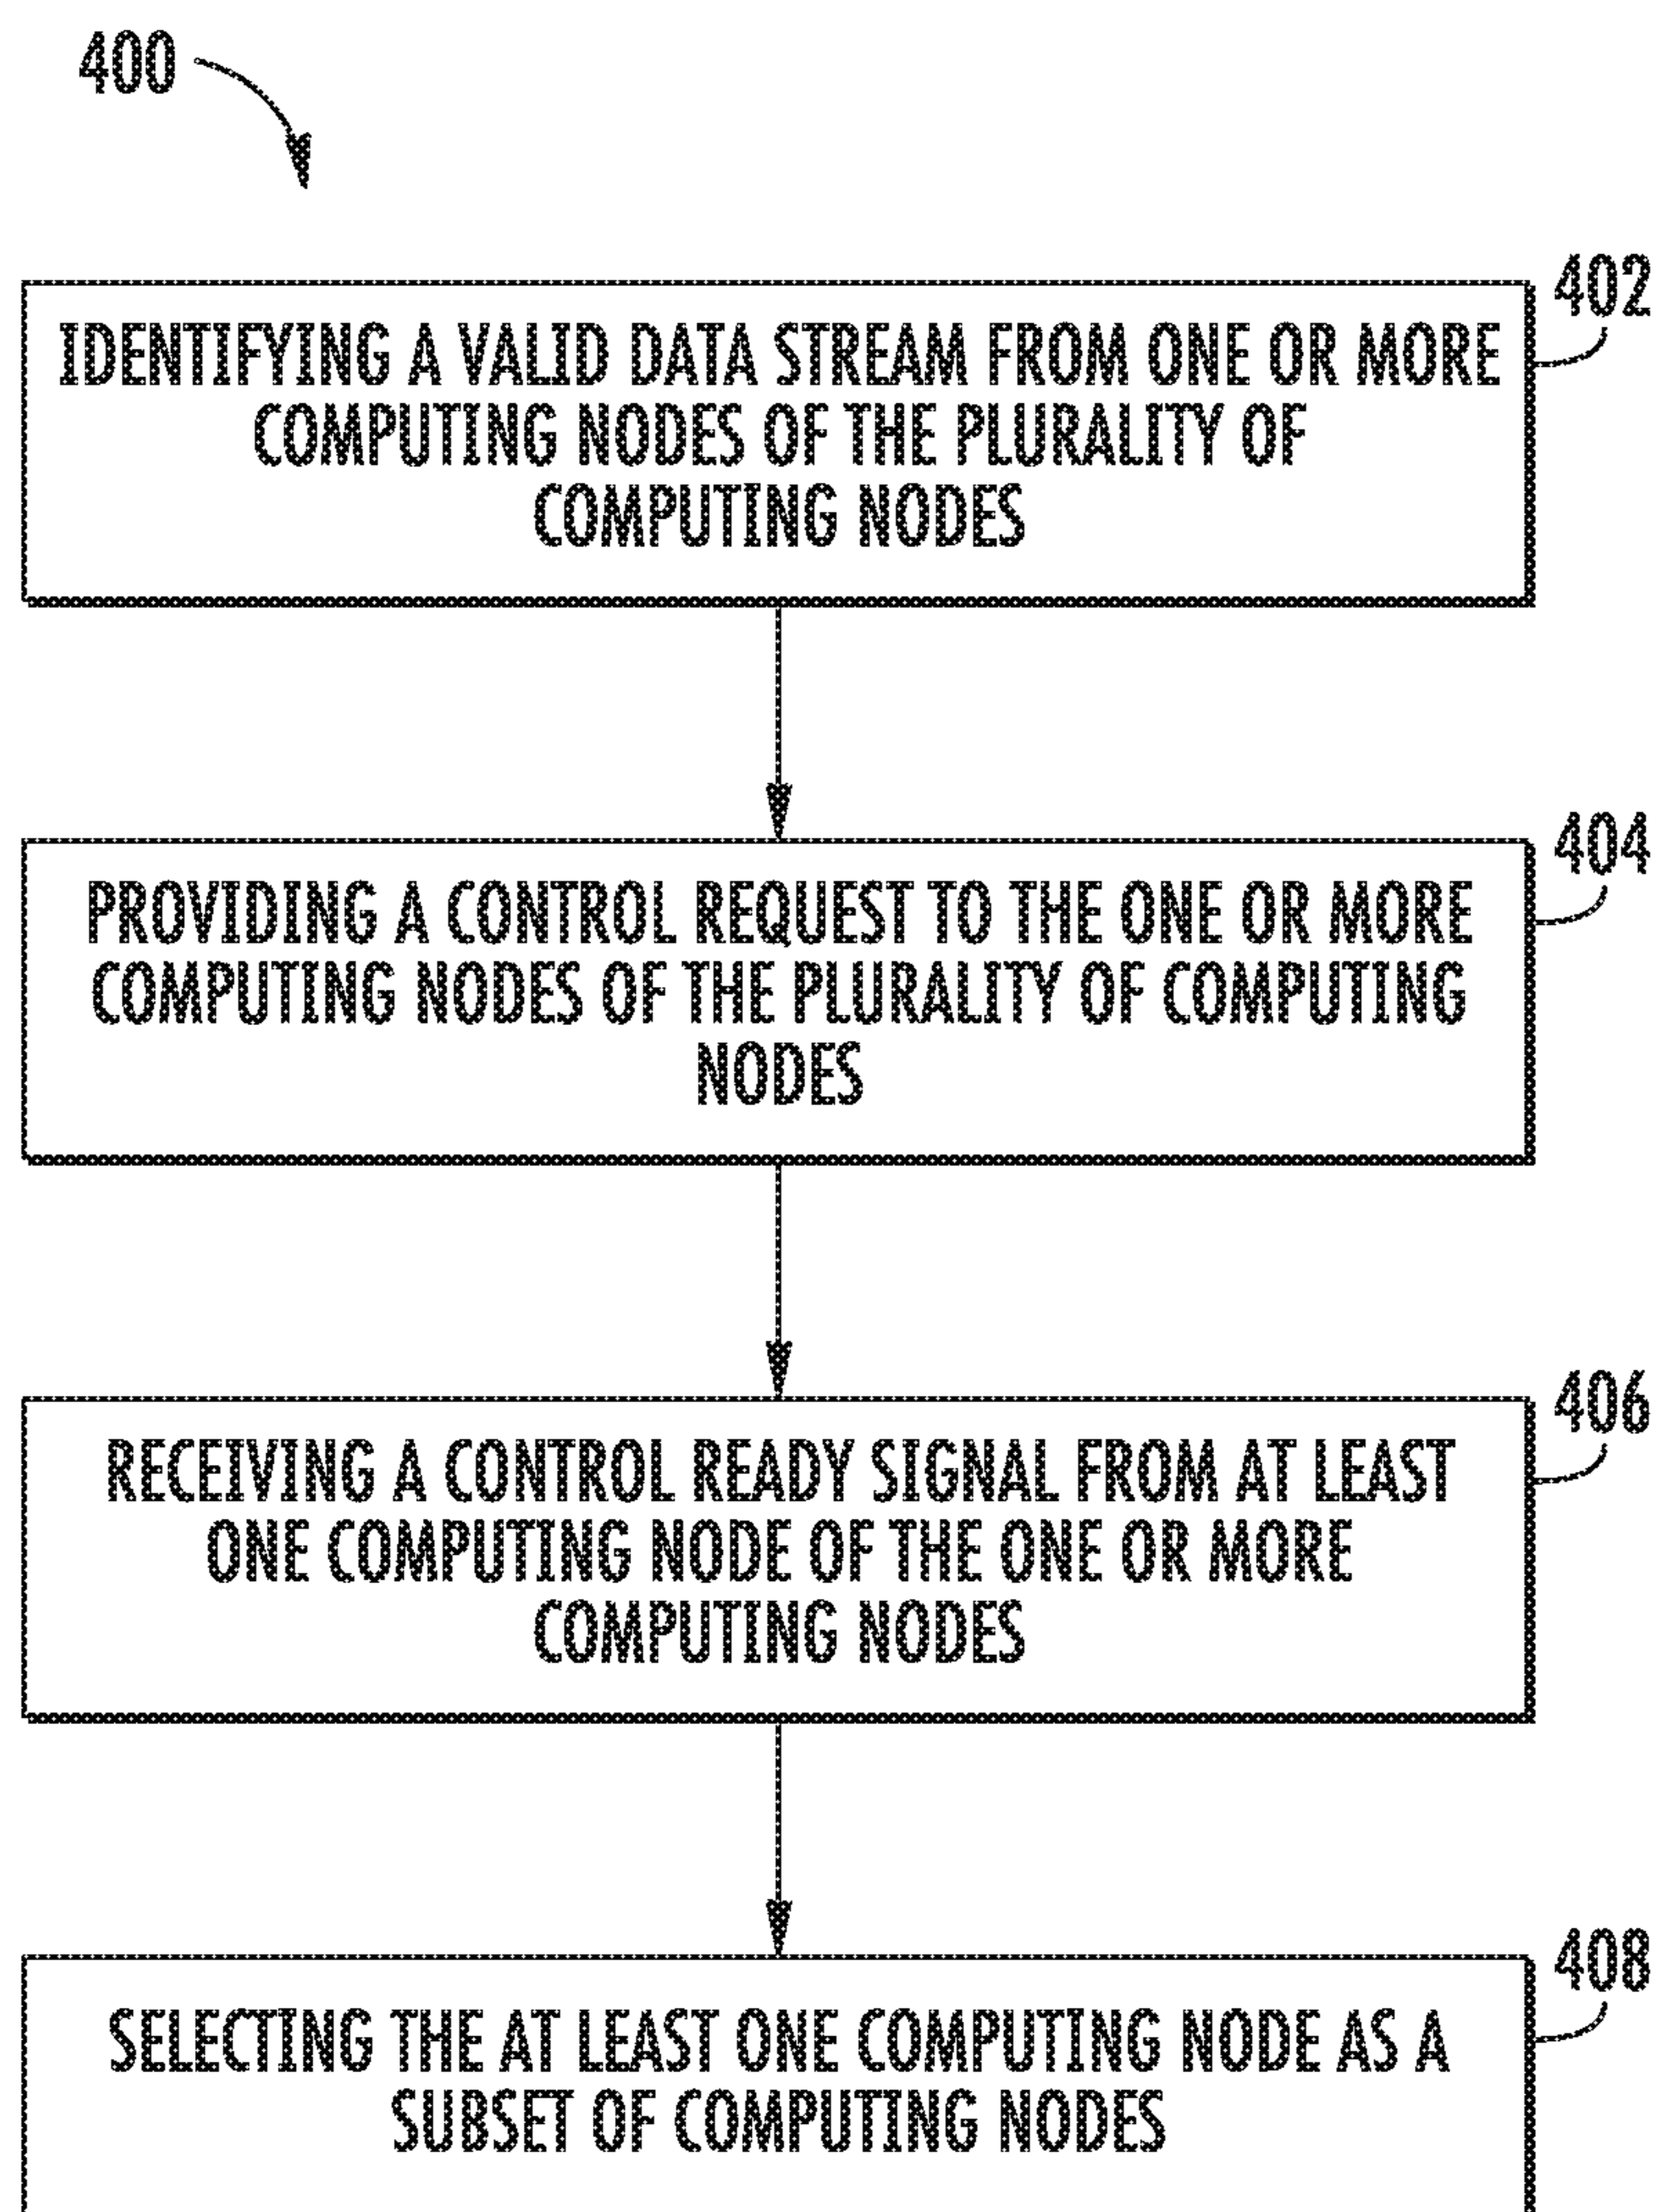 400
402
IDENTIFYING A VALID DATA STREAM FROM ONE OR MORE
COMPUTING NODES OF THE PLURALITY OF
COMPUTING NODES
404
PROVIDING A CONTROL REQUEST TO THE ONE OR MORE
COMPUTING NODES OF THE PLURALITY OF COMPUTING
NODES
406
RECEIVING A CONTROL READY SIGNAL FROM AT LEAST
ONE COMPUTING NODE OF THE ONE OR MORE
COMPUTING NODES
408
SELECTING THE AT LEAST ONE COMPUTING NODE AS A
SUBSET OF COMPUTING NODES